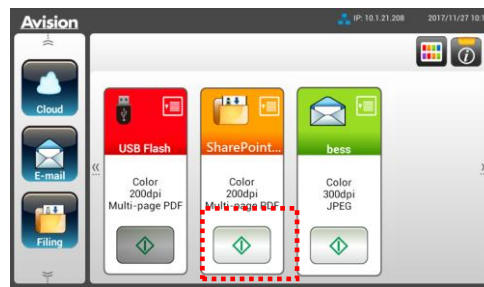 Avision
IP: 10.1.21.208 2017/11/27 10:1
Cloud
E-mail
Filing
USB Flash
Color
200dpi
Multi-page PDF
SharePoint...
Color
200dpi
Multi-page PDF
bess
Color
300dpi
JPEG